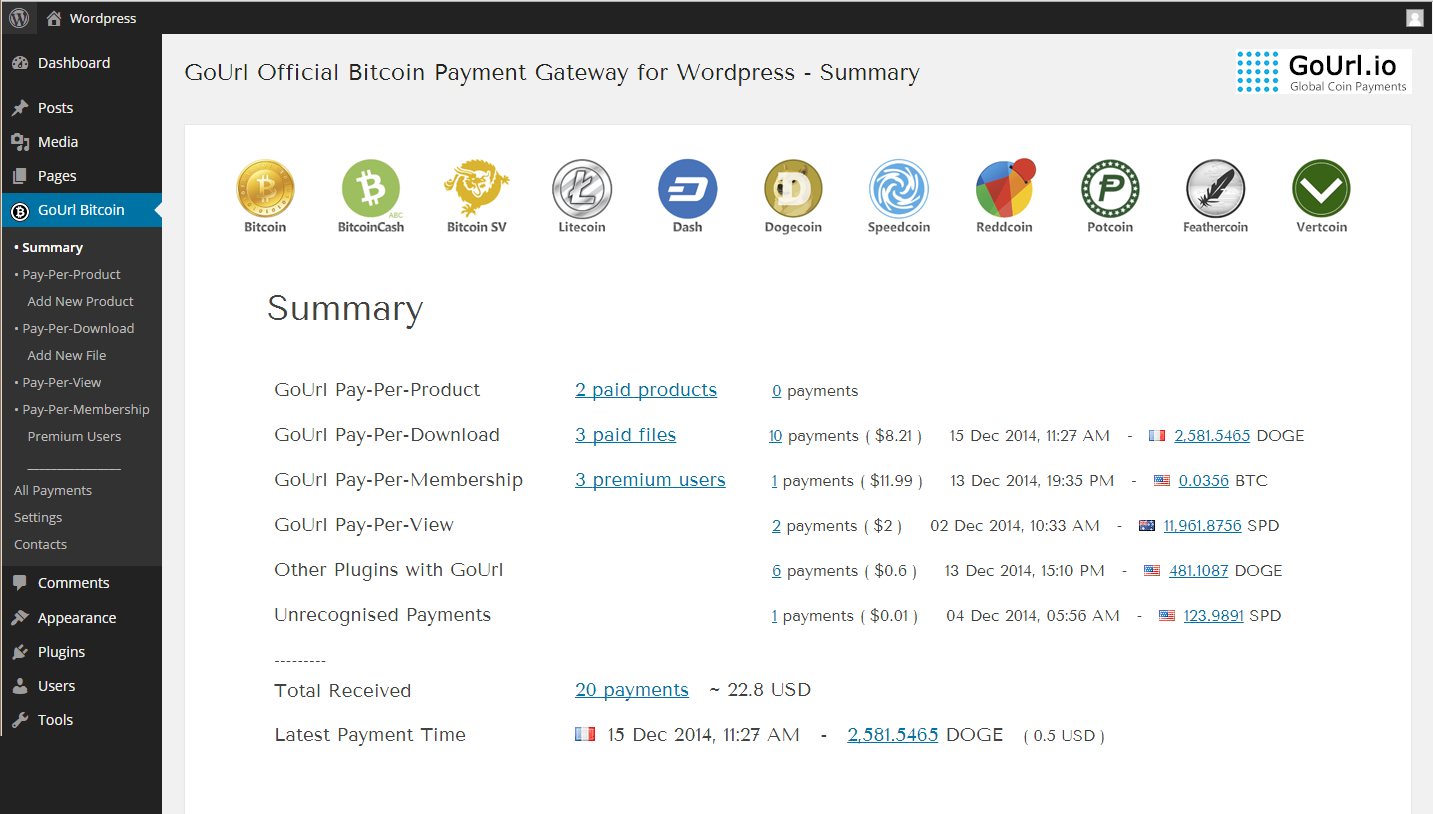 Wordpress
Dashboard
Posts
Media
Pages
GoUrl Bitcoin
• Summary
• Pay-Per-Product
Add New Product
• Pay-Per-Download
Add New File
• Pay-Per-View
• Pay-Per-Membership
Premium Users
________________
All Payments
Settings
Contacts
Comments
Appearance
Plugins
Users
Tools
GoUrl Official Bitcoin Payment Gateway for Wordpress - Summary
GoUrl.io
Global Coin Payments
ABC
Bitcoin BitcoinCash Bitcoin SV Litecoin Dash Dogecoin Speedcoin Reddcoin Potcoin Feathercoin Vertcoin
Summary
GoUrl Pay-Per-Product 2 paid products 0 payments
GoUrl Pay-Per-Download 3 paid files 10 payments ( $8.21 ) 15 Dec 2014, 11:27 AM - 2,581.5465 DOGE
GoUrl Pay-Per-Membership 3 premium users 1 payments ( $11.99 ) 13 Dec 2014, 19:35 PM - 0.0356 BTC
GoUrl Pay-Per-View 2 payments ( $2 ) 02 Dec 2014, 10:33 AM - 11,961.8756 SPD
Other Plugins with GoUrl 6 payments ( $0.6 ) 13 Dec 2014, 15:10 PM - 481.1087 DOGE
Unrecognised Payments 1 payments ( $0.01 ) 04 Dec 2014, 05:56 AM - 123.9891 SPD
---------
Total Received 20 payments ~ 22.8 USD
Latest Payment Time 15 Dec 2014, 11:27 AM - 2,581.5465 DOGE ( 0.5 USD )